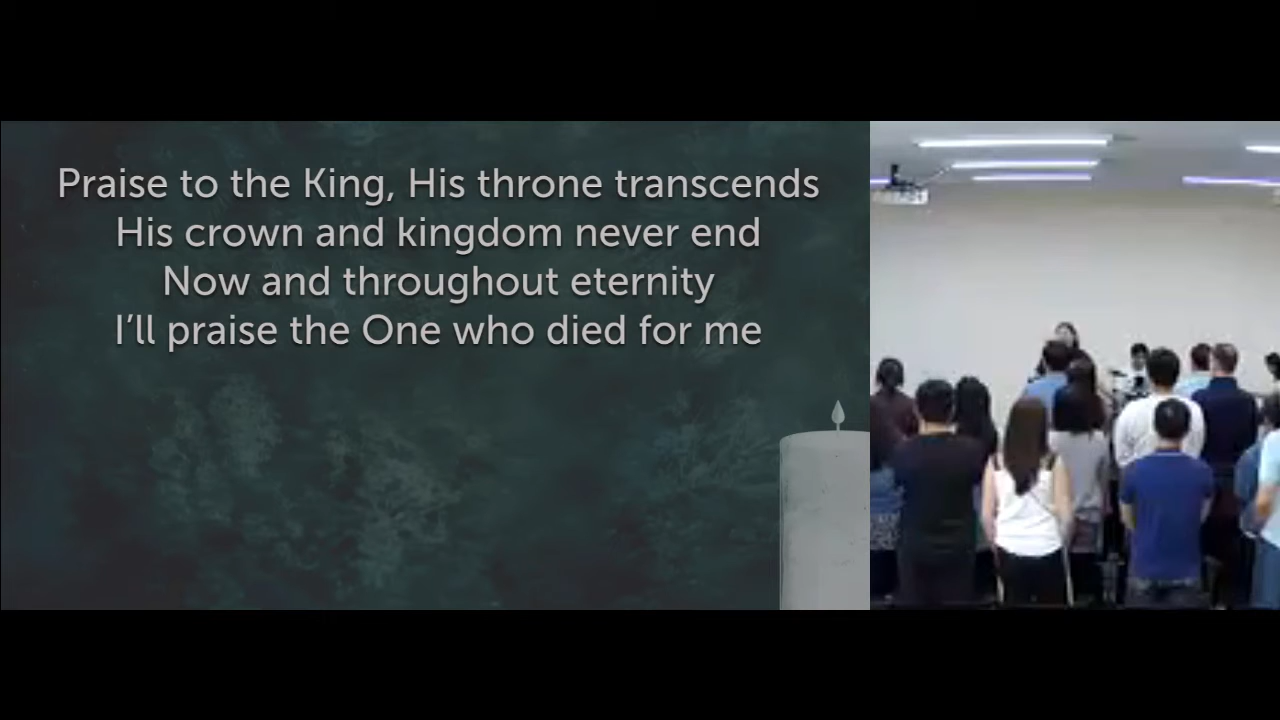 Praise to the King, His throne transcends
His crown and kingdom never end
Now and throughout eternity
I’ll praise the One who died for me